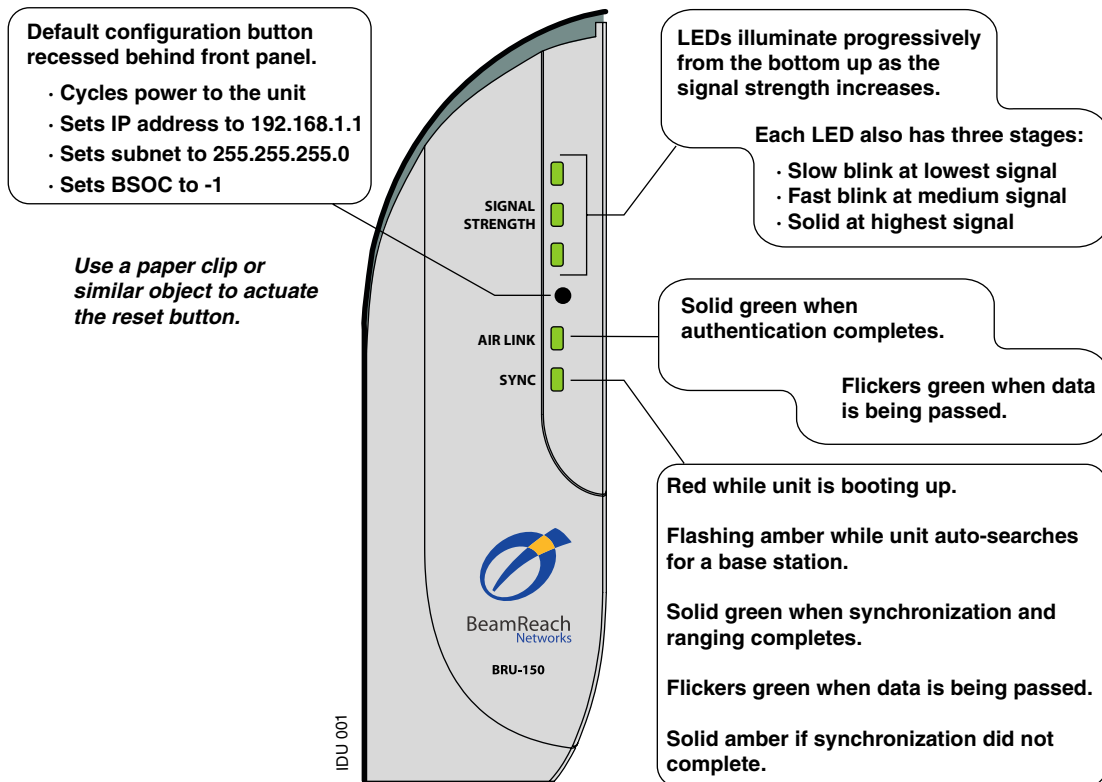 Default configuration button
recessed behind front panel.
· Cycles power to the unit
· Sets IP address to 192.168.1.1
· Sets subnet to 255.255.255.0
· Sets BSOC to -1
Use a paper clip or
similar object to actuate
the reset button.
LEDs illuminate progressively
from the bottom up as the
signal strength increases.
Each LED also has three stages:
· Slow blink at lowest signal
· Fast blink at medium signal
· Solid at highest signal
SIGNAL
STRENGTH
AIR LINK
SYNC
Solid green when
authentication completes.
Flickers green when data
is being passed.
Red while unit is booting up.
Flashing amber while unit auto-searches
for a base station.
Solid green when synchronization and
ranging completes.
Flickers green when data is being passed.
Solid amber if synchronization did not
complete.
BeamReach
Networks
BRU-150
IDU 001